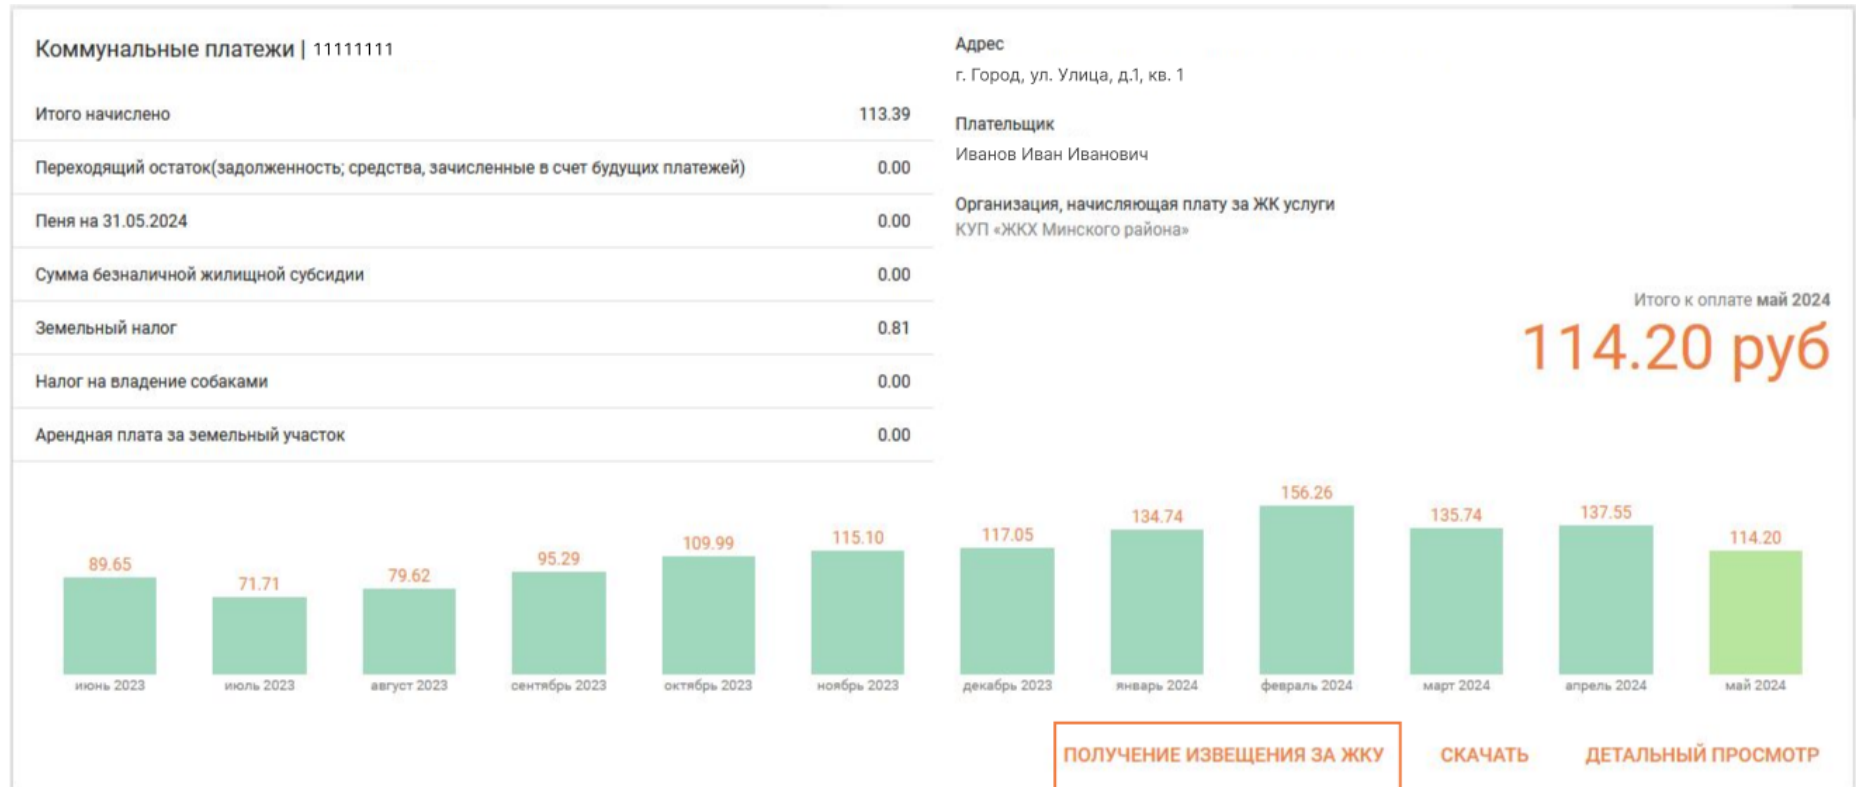 Коммунальные платежи | 11111111
Итого начислено 113.39
Переходящий остаток(задолженность; средства, зачисленные в счет будущих платежей) 0.00
Пеня на 31.05.2024 0.00
Сумма безналичной жилищной субсидии 0.00
Земельный налог 0.81
Налог на владение собаками 0.00
Арендная плата за земельный участок 0.00
Адрес
г. Город, ул. Улица, д.1, кв. 1
Плательщик
Иванов Иван Иванович
Организация, начисляющая плату за ЖК услуги
КУП «ЖКХ Минского района»
Итого к оплате май 2024
114.20 руб
89.65 71.71 79.62 95.29 109.99 115.10 117.05 134.74 156.26 135.74 137.55 114.20
июнь 2023 июль 2023 август 2023 сентябрь 2023 октябрь 2023 ноябрь 2023 декабрь 2023 январь 2024 февраль 2024 март 2024 апрель 2024 май 2024
ПОЛУЧЕНИЕ ИЗВЕЩЕНИЯ ЗА ЖКУ СКАЧАТЬ ДЕТАЛЬНЫЙ ПРОСМОТР